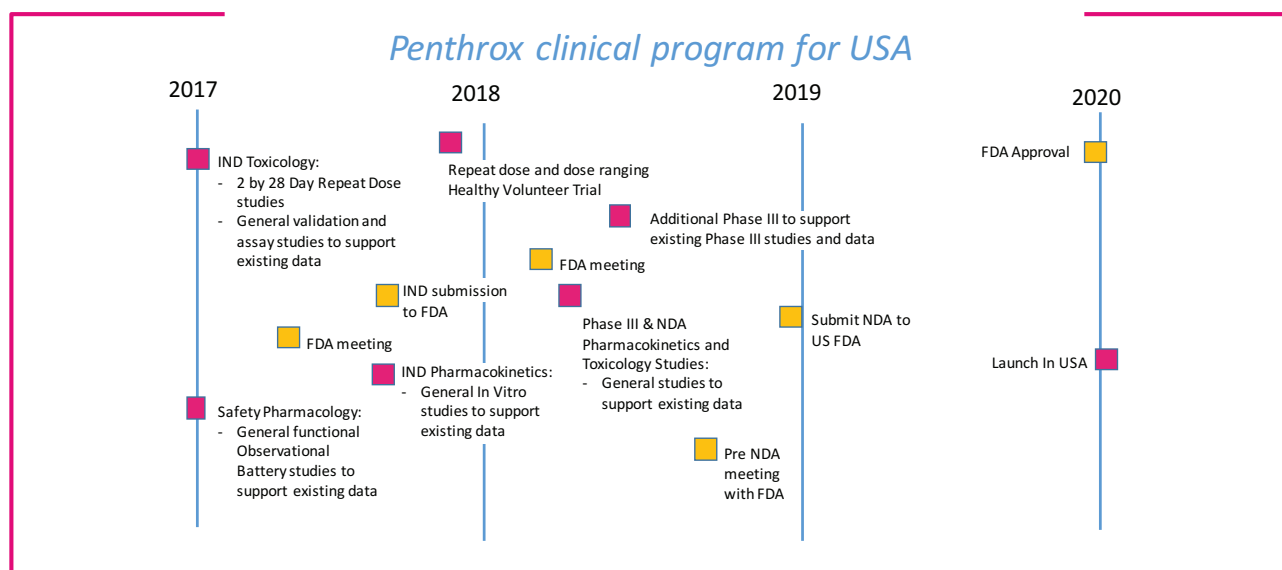 Penthrox clinical program for USA
2017
2018
2019
2020
IND Toxicology:
- 2 by 28 Day Repeat Dose
studies
- General validation and
assay studies to support
existing data
FDA meeting
Safety Pharmacology:
- General functional
Observational
Battery studies to
support existing data
IND submission
to FDA
IND Pharmacokinetics:
- General In Vitro
studies to support
existing data
Repeat dose and dose ranging
Healthy Volunteer Trial
Additional Phase III to support
existing Phase III studies and data
FDA meeting
Phase III & NDA
Pharmacokinetics and
Toxicology Studies:
- General studies to
support existing data
Pre NDA
meeting
with FDA
Submit NDA to
US FDA
FDA Approval
Launch In USA